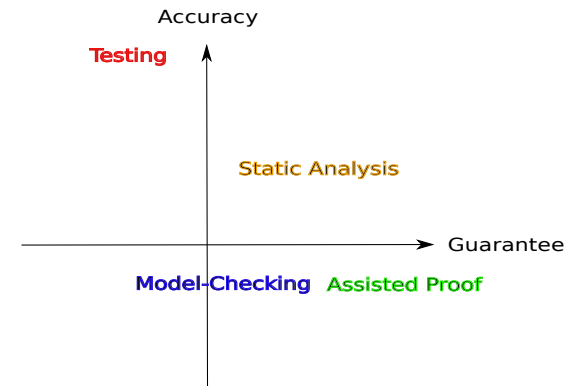 Accuracy
Testing
Static Analysis
Guarantee
Model-Checking
Assisted Proof